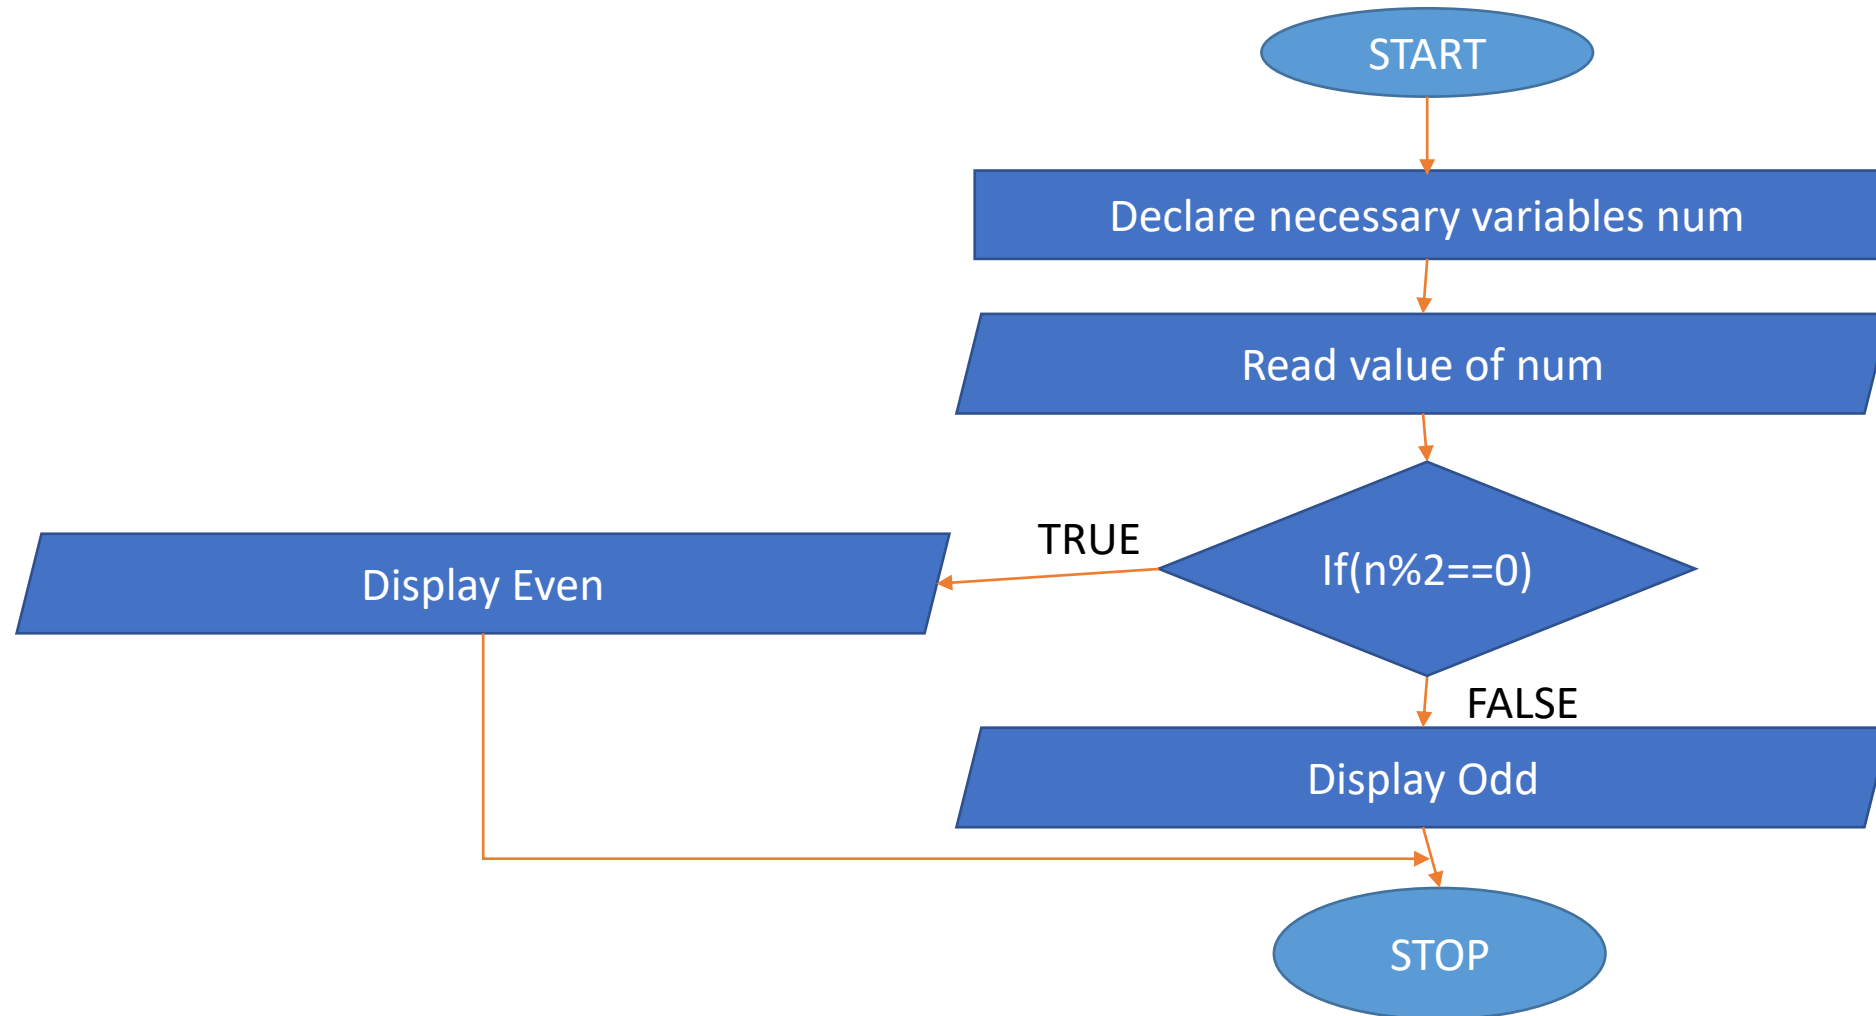 START
Declare necessary variables num
Read value of num
If(n%2==0)
TRUE
Display Even
FALSE
Display Odd
STOP